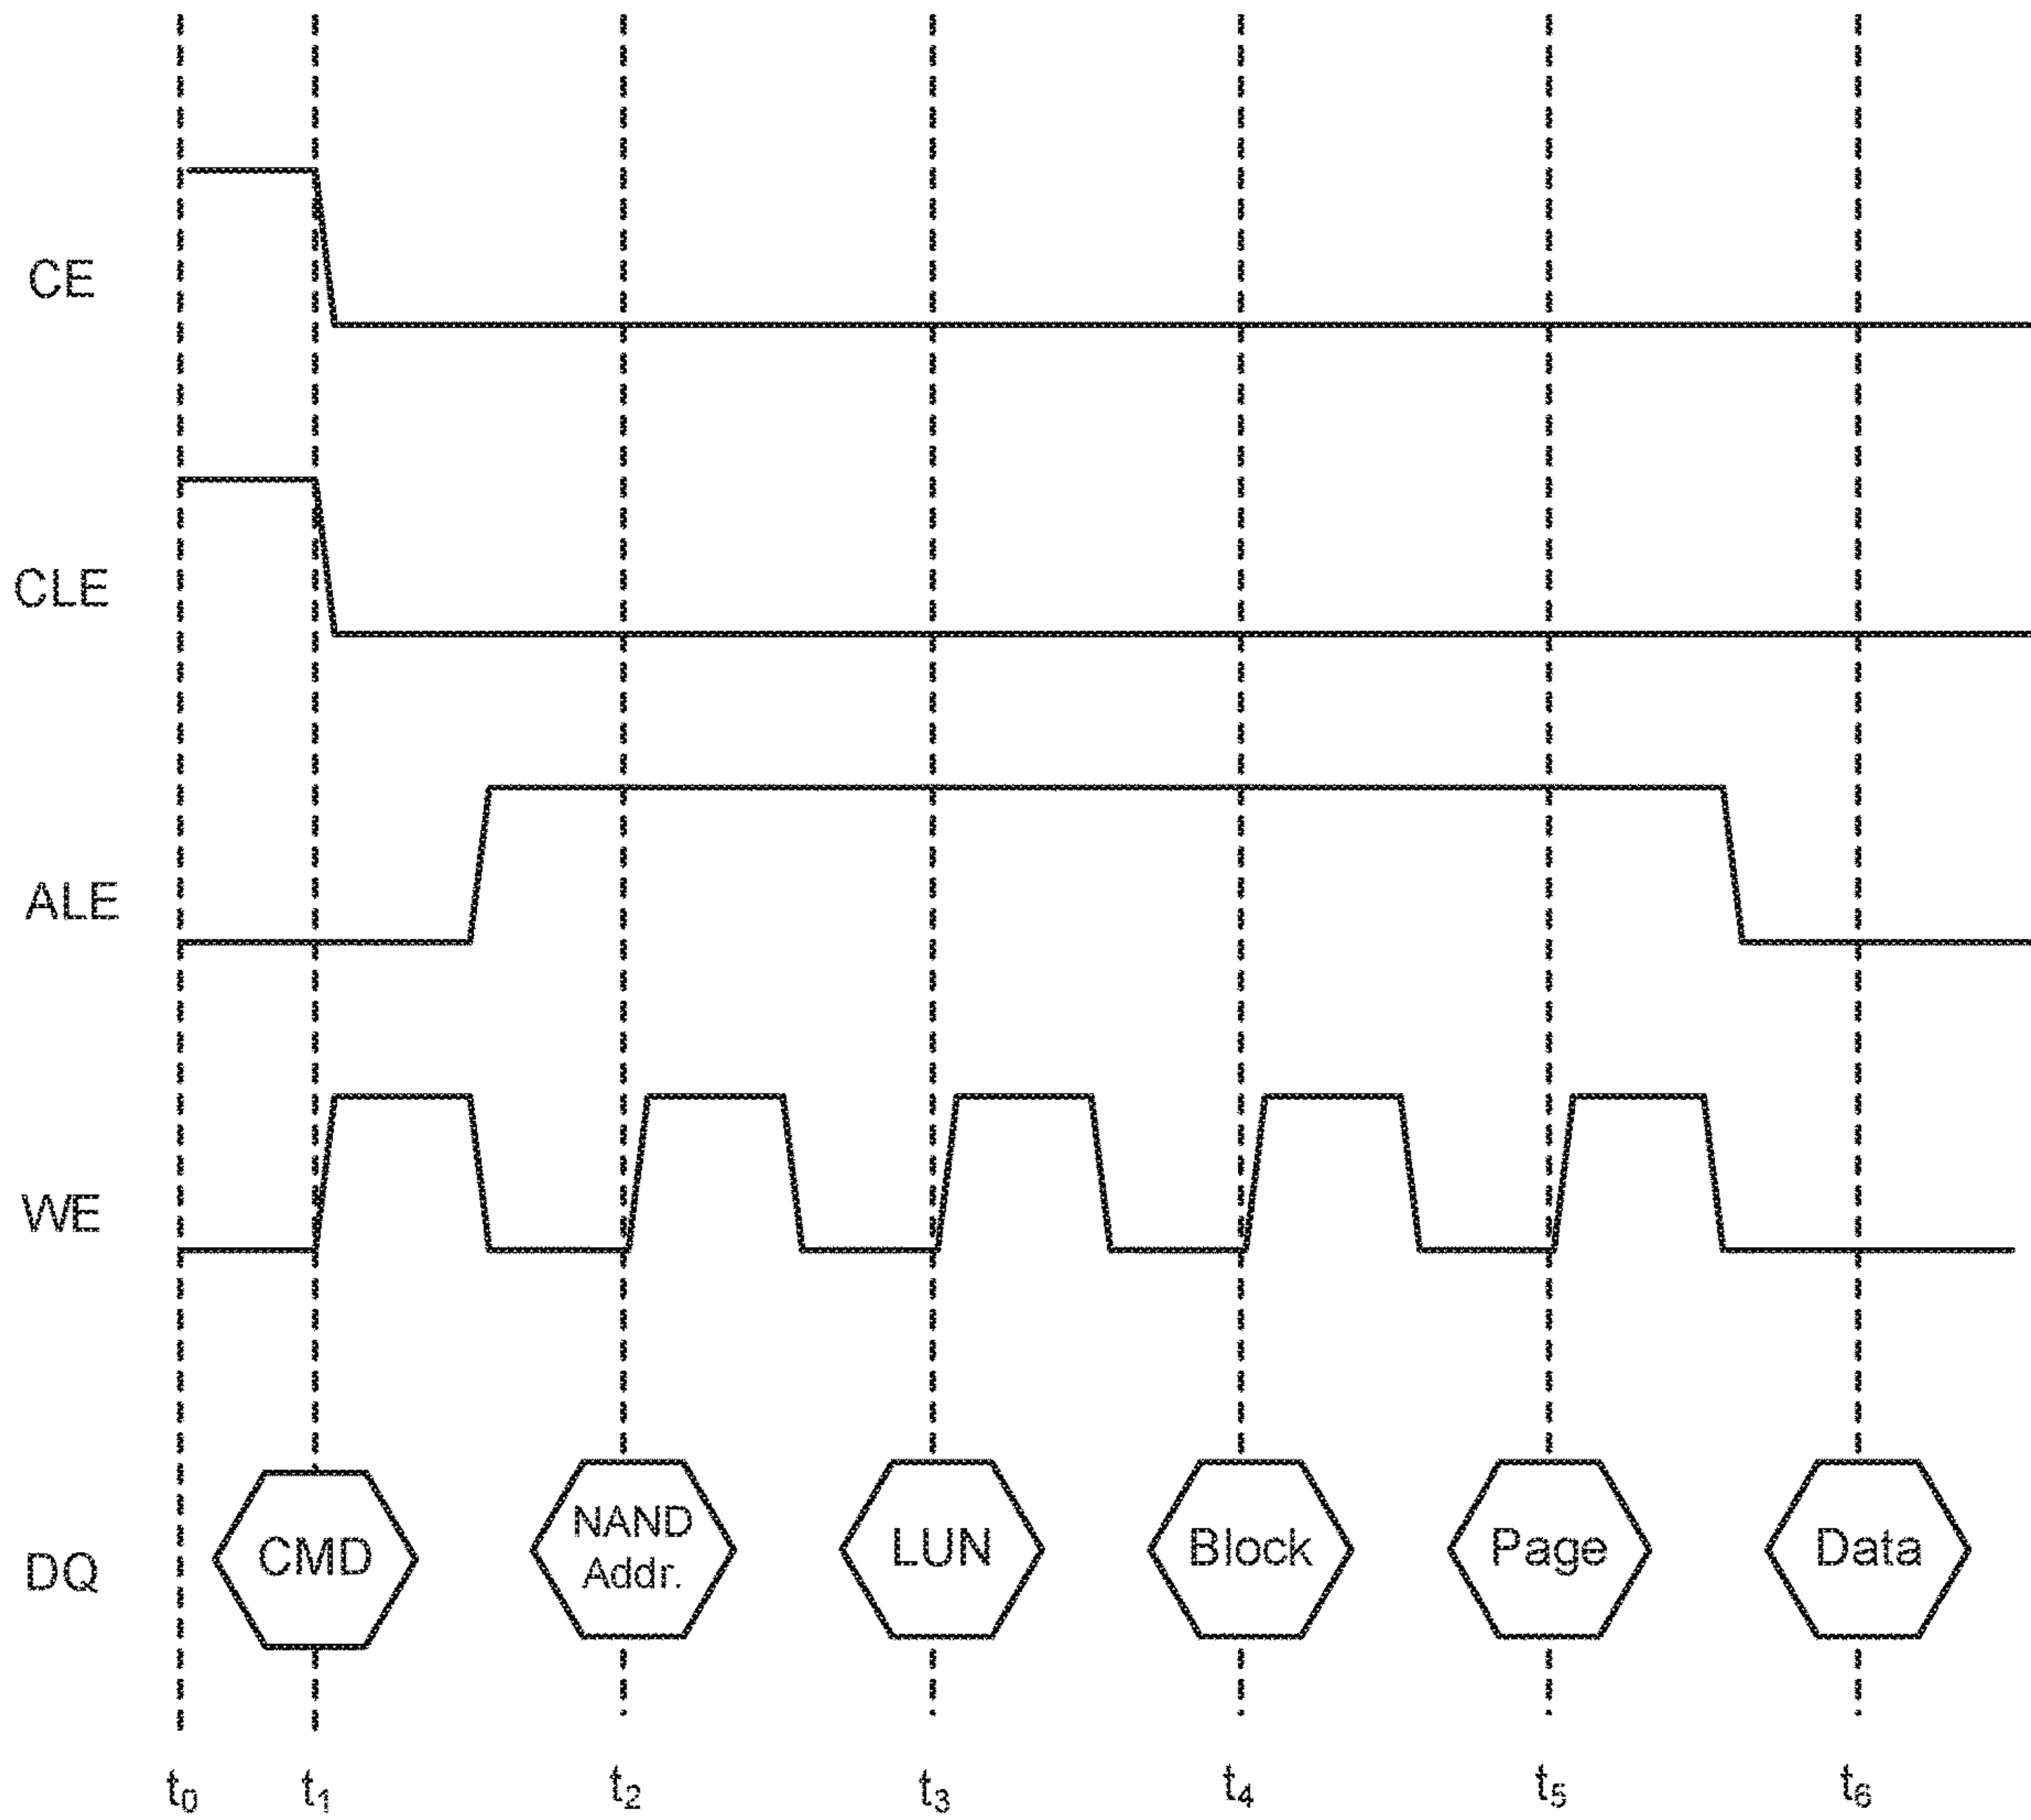 CE
CLE
ALE
WE
DQ
CMD
NAND
Addr.
LUN
Block
Page
Data
t0 t1 t2 t3 t4 t5 t6